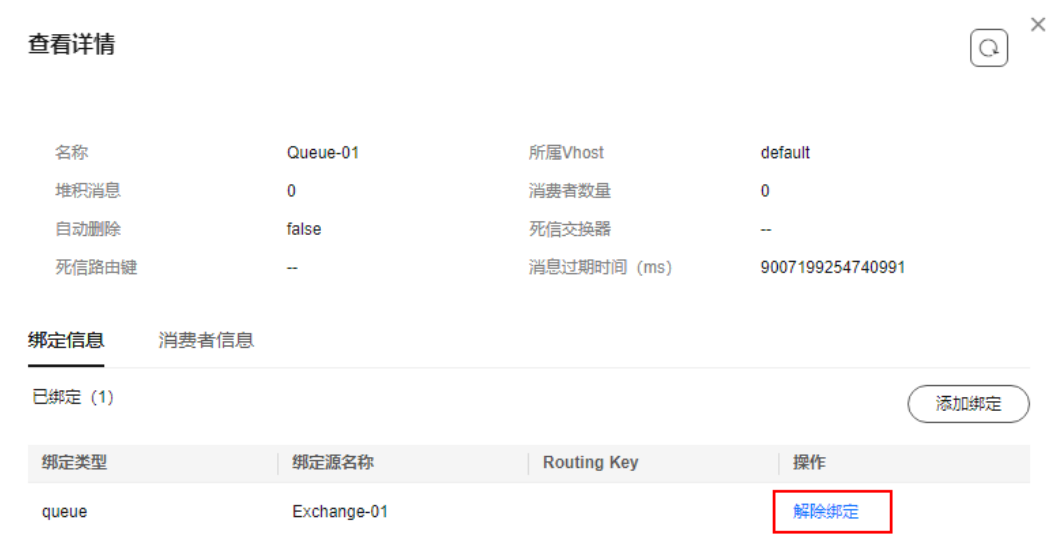 查看详情
名称 Queue-01 所属Vhost default
堆积消息 0 消费者数量 0
自动删除 false 死信交换器 --
死信路由键 -- 消息过期时间（ms） 9007199254740991
绑定信息 消费者信息
已绑定（1） 添加绑定
绑定类型 绑定源名称 Routing Key 操作
queue Exchange-01 解除绑定